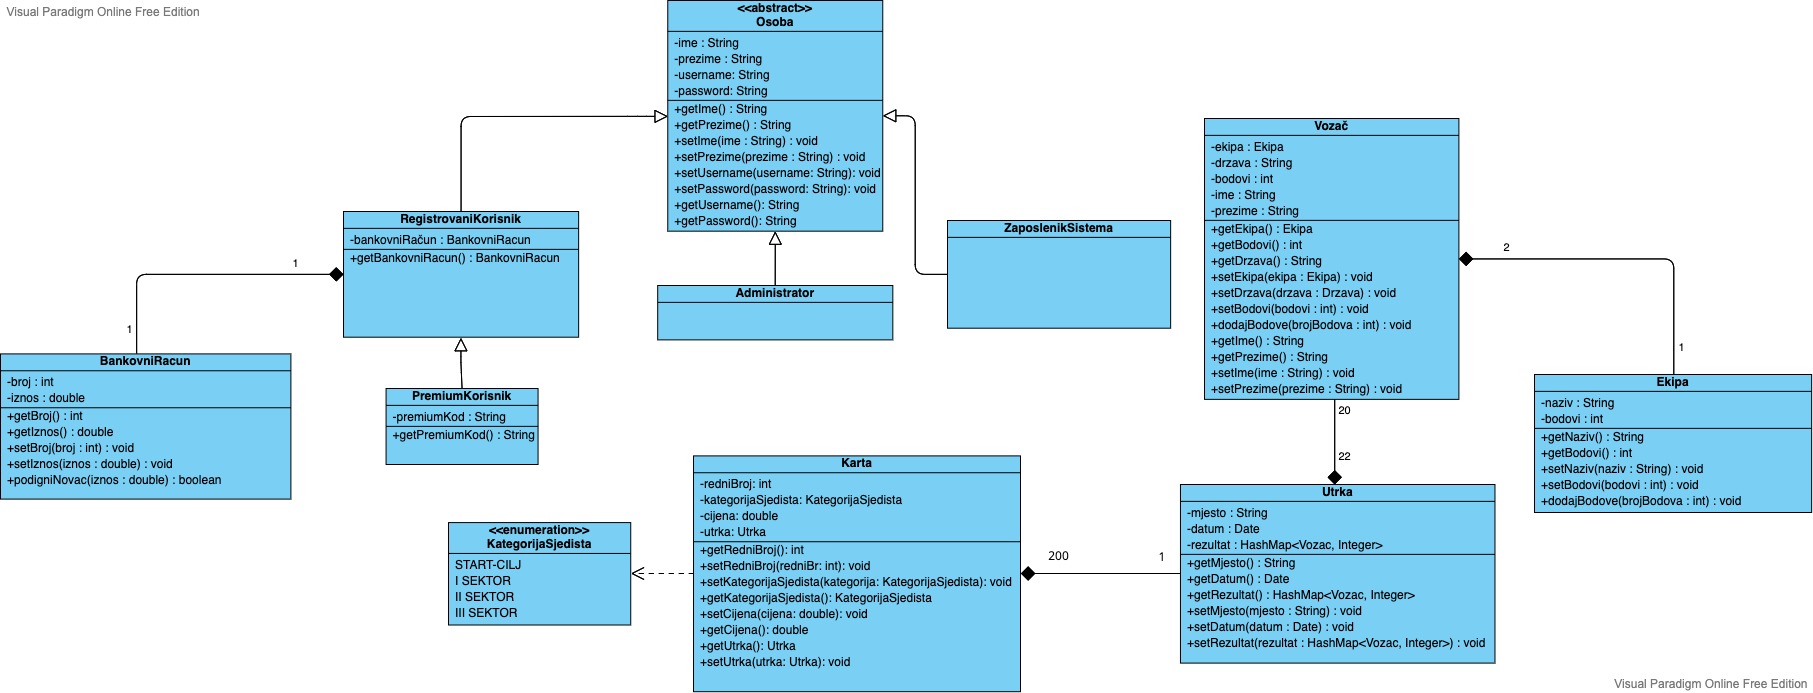 Visual Paradigm Online Free Edition
<<abstract>>
Osoba
-ime : String
-prezime : String
-username: String
-password: String
+getIme() : String
+getPrezime() : String
+setIme(ime : String) : void
+setPrezime(prezime : String) : void
+setUsername(username: String): void
+setPassword(password: String): void
+getUsername(): String
+getPassword(): String
RegistrovaniKorisnik
-bankovniRačun : BankovniRacun
+getBankovniRacun() : BankovniRacun
1
1
BankovniRacun
-broj : int
-iznos : double
+getBroj() : int
+getIznos() : double
+setBroj(broj : int) : void
+setIznos(iznos : double) : void
+podigniNovac(iznos : double) : boolean
PremiumKorisnik
-premiumKod : String
+getPremiumKod() : String
Administrator
ZaposlenikSistema
Vozač
-ekipa : Ekipa
-drzava : String
-bodovi : int
-ime : String
-prezime : String
+getEkipa() : Ekipa
+getBodovi() : int
+getDrzava() : String
+setEkipa(ekipa : Ekipa) : void
+setDrzava(drzava : Drzava) : void
+setBodovi(bodovi : int) : void
+dodajBodove(brojBodova : int) : void
+getIme() : String
+getPrezime() : String
+setIme(ime : String) : void
+setPrezime(prezime : String) : void
2
1
Ekipa
-naziv : String
-bodovi : int
+getNaziv() : String
+getBodovi() : int
+setNaziv(naziv : String) : void
+setBodovi(bodovi : int) : void
+dodajBodove(brojBodova : int) : void
20
22
Utrka
-mjesto : String
-datum : Date
-rezultat : HashMap<Vozac, Integer>
+getMjesto() : String
+getDatum() : Date
+getRezultat() : HashMap<Vozac, Integer>
+setMjesto(mjesto : String) : void
+setDatum(datum : Date) : void
+setRezultat(rezultat : HashMap<Vozac, Integer>) : void
200
1
Karta
-redniBroj: int
-kategorijaSjedista: KategorijaSjedista
-cijena: double
-utrka: Utrka
+getRedniBroj(): int
+setRedniBroj(redniBr: int): void
+setKategorijaSjedista(kategorija: KategorijaSjedista): void
+getKategorijaSjedista(): KategorijaSjedista
+setCijena(cijena: double): void
+getCijena(): double
+getUtrka(): Utrka
+setUtrka(utrka: Utrka): void
<<enumeration>>
KategorijaSjedista
START-CILJ
I SEKTOR
II SEKTOR
III SEKTOR
Visual Paradigm Online Free Edition